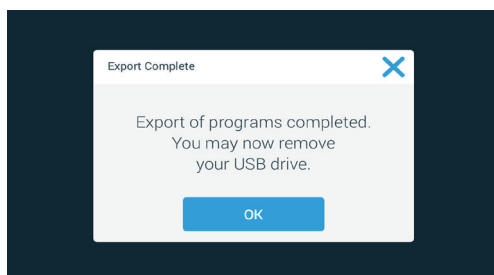 Export Complete
Export of programs completed.
You may now remove
your USB drive.
OK